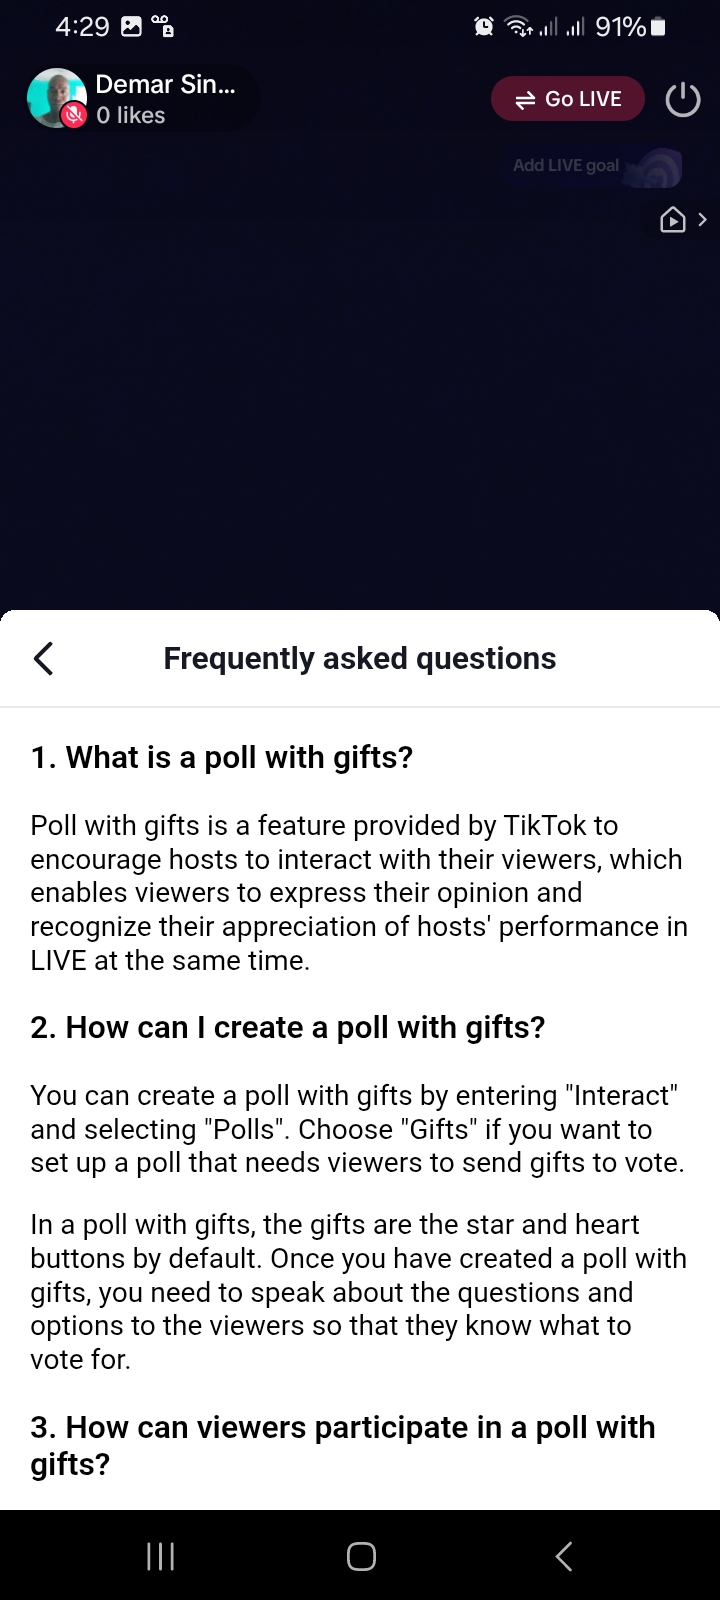 4:29
91%
Demar Sin...
0 likes
Go LIVE
Add LIVE goal
Frequently asked questions
1. What is a poll with gifts?
Poll with gifts is a feature provided by TikTok to
encourage hosts to interact with their viewers, which
enables viewers to express their opinion and
recognize their appreciation of hosts' performance in
LIVE at the same time.
2. How can I create a poll with gifts?
You can create a poll with gifts by entering "Interact"
and selecting "Polls". Choose "Gifts" if you want to
set up a poll that needs viewers to send gifts to vote.
In a poll with gifts, the gifts are the star and heart
buttons by default. Once you have created a poll with
gifts, you need to speak about the questions and
options to the viewers so that they know what to
vote for.
3. How can viewers participate in a poll with
gifts?